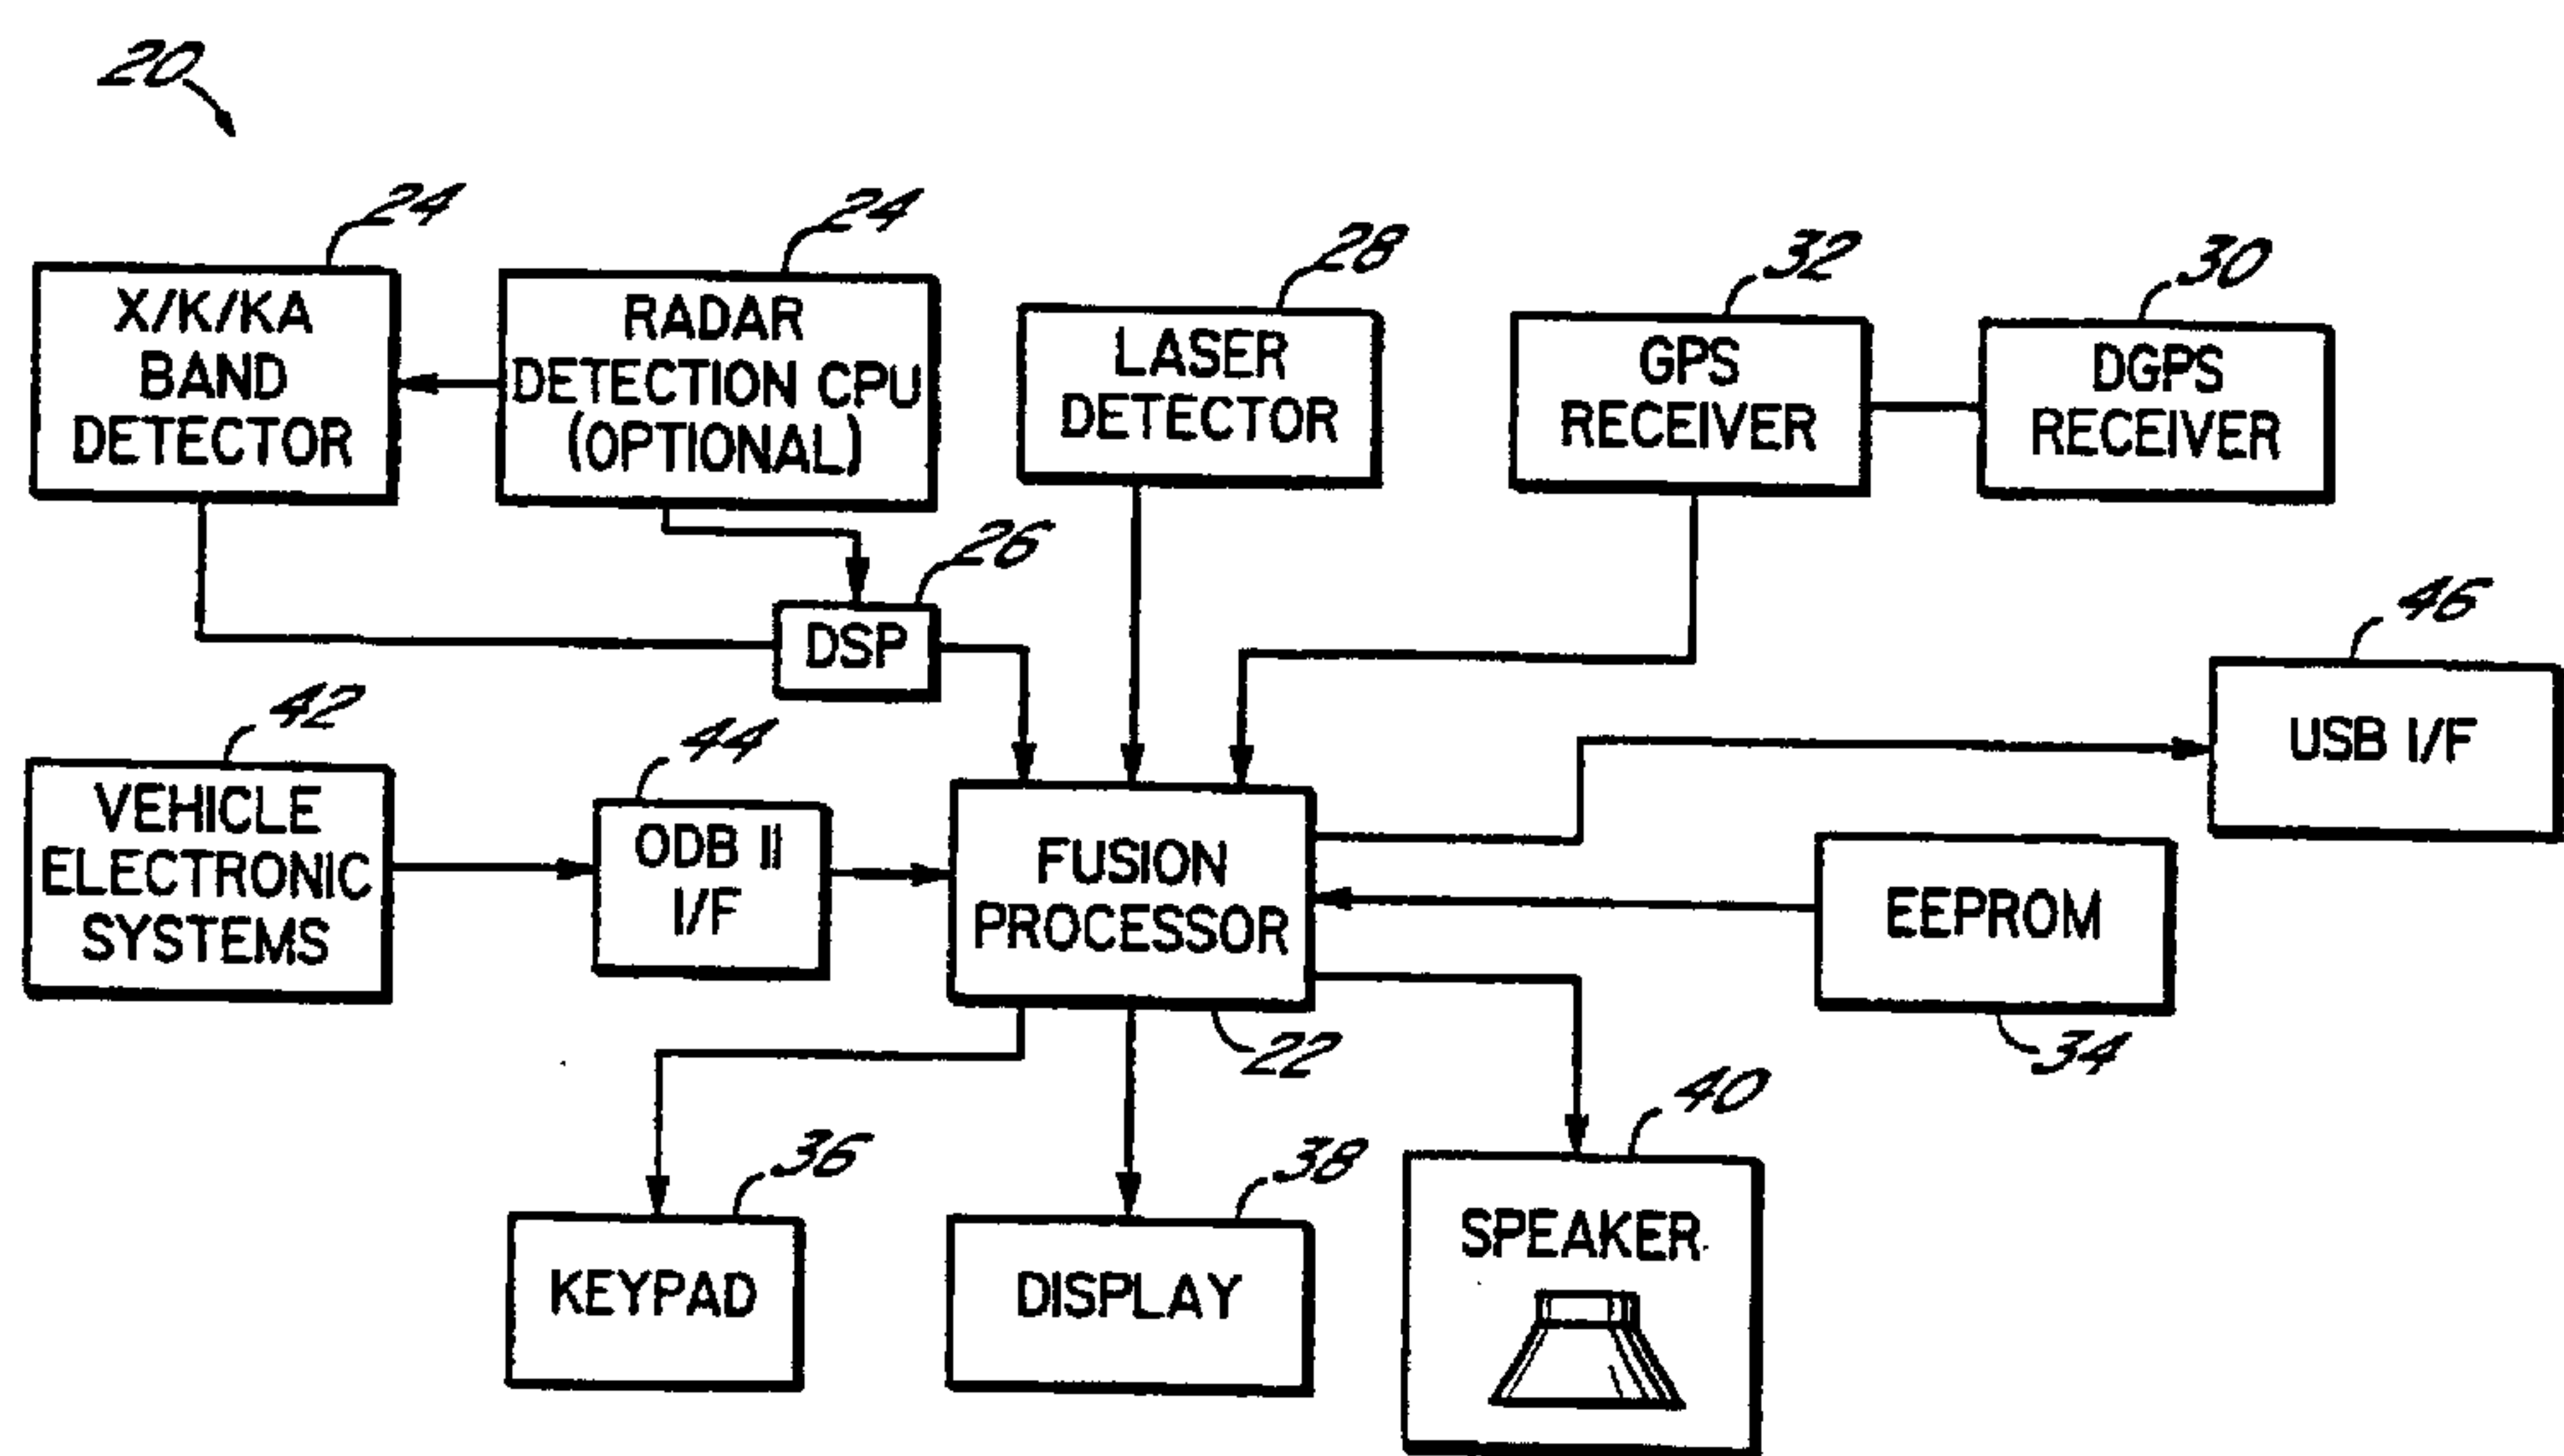 20
24
X/K/KA
BAND
DETECTOR
24
RADAR
DETECTION CPU
(OPTIONAL)
28
LASER
DETECTOR
32
GPS
RECEIVER
30
DGPS
RECEIVER
26
DSP
46
USB I/F
42
VEHICLE
ELECTRONIC
SYSTEMS
44
ODB II
I/F
FUSION
PROCESSOR
22
EEPROM
34
36
KEYPAD
38
DISPLAY
40
SPEAKER